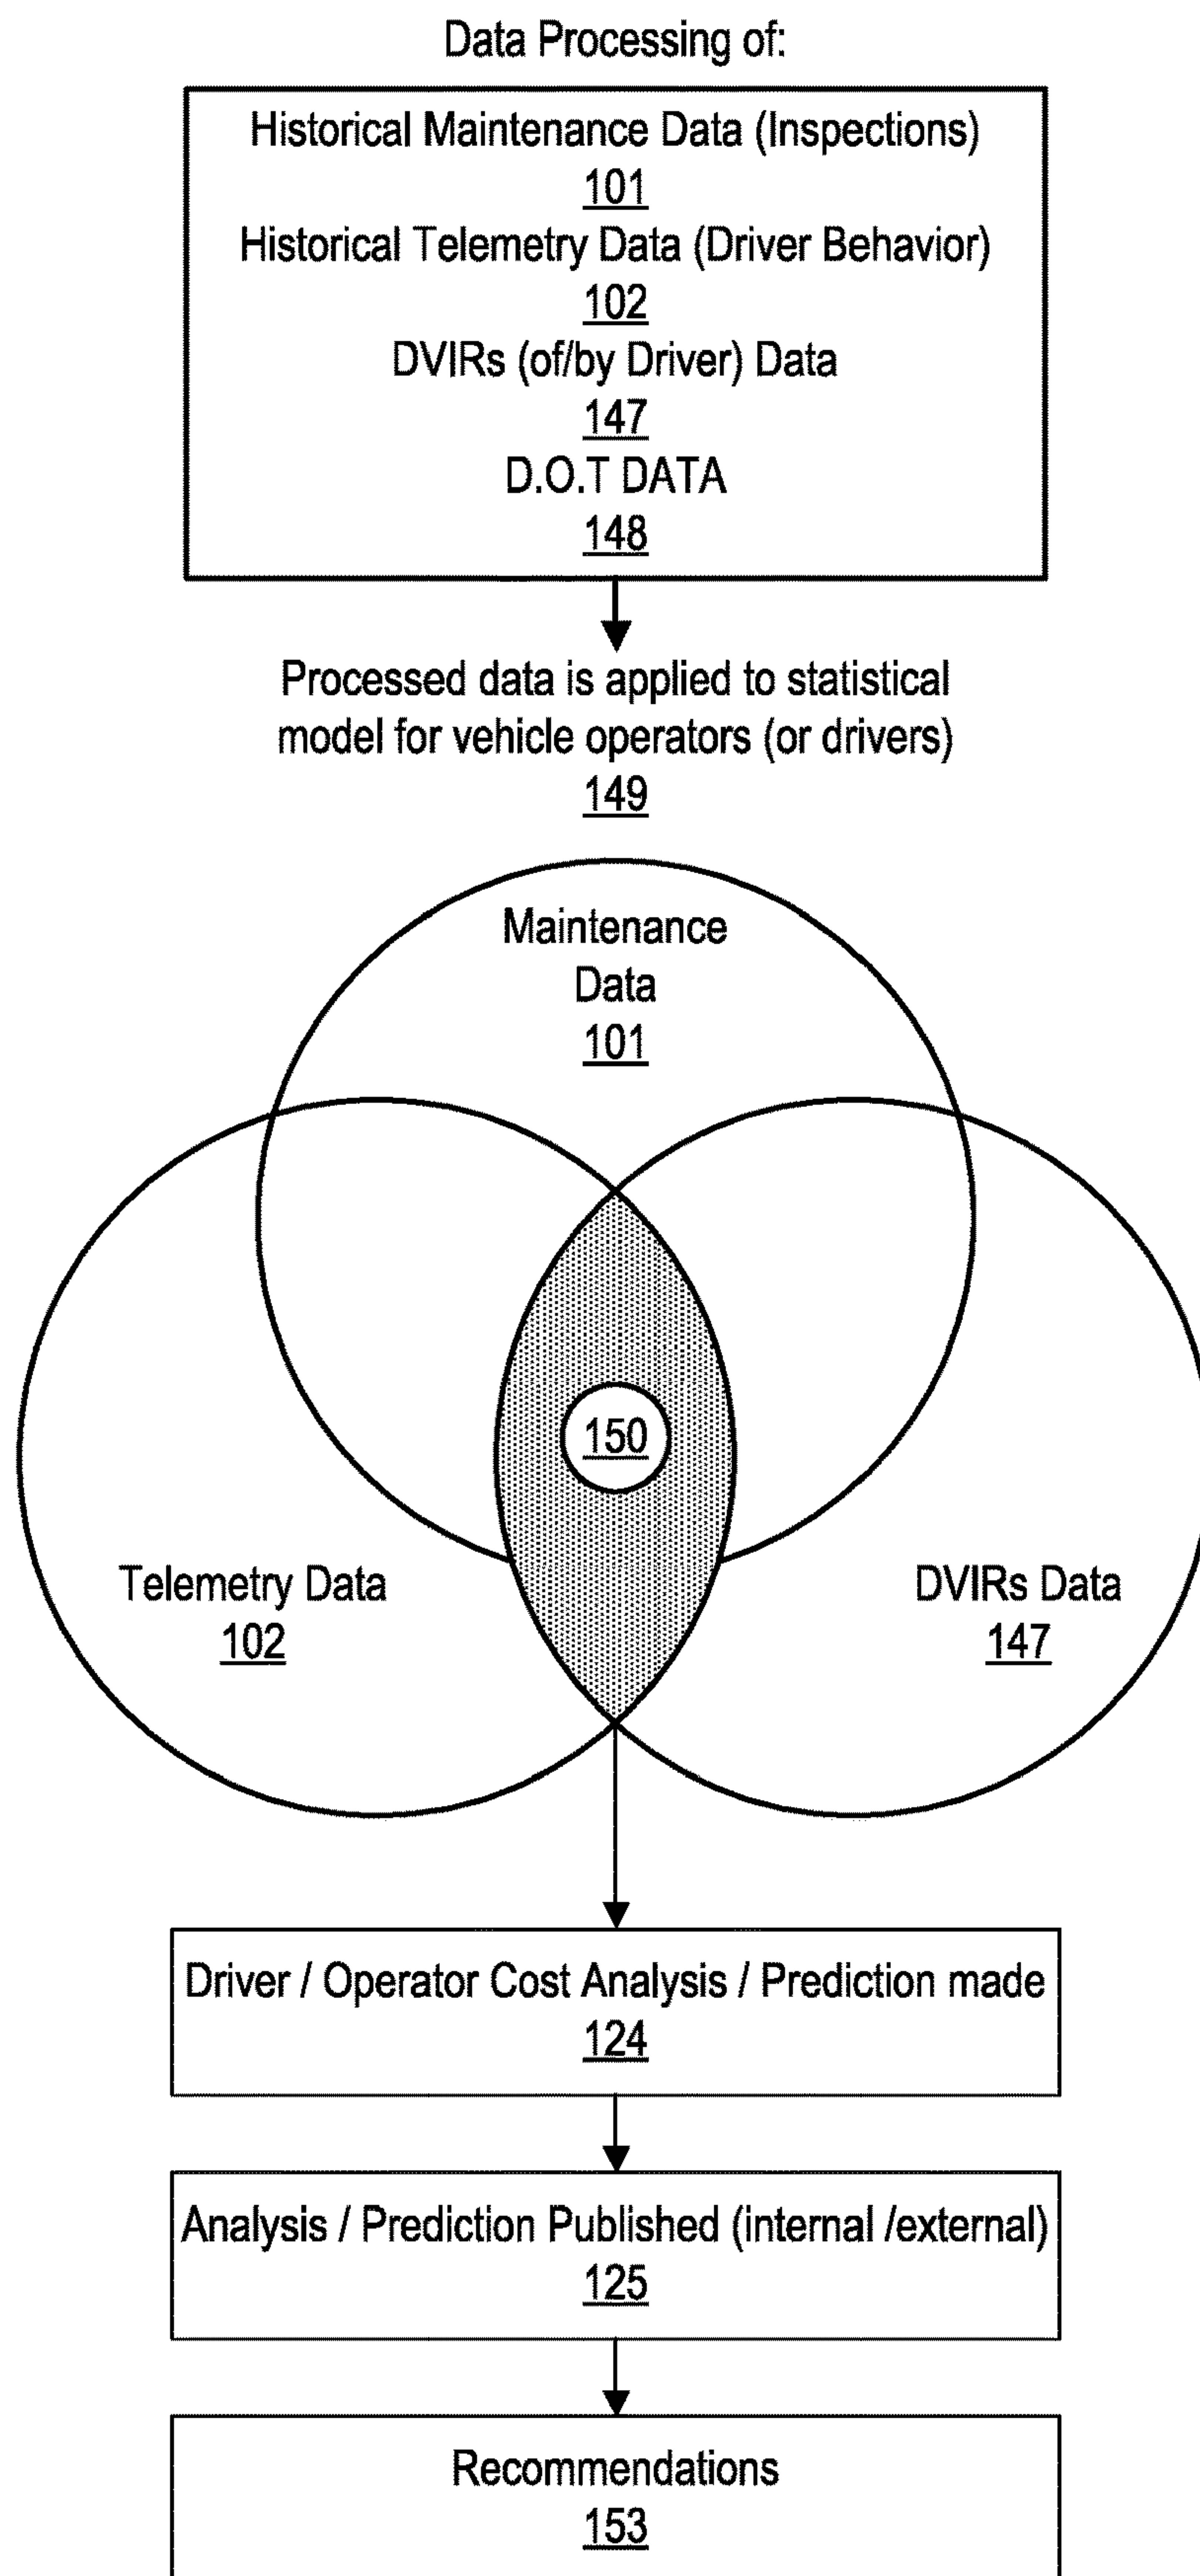 Data Processing of:
Historical Maintenance Data (Inspections)
101
Historical Telemetry Data (Driver Behavior)
102
DVIRs (of/by Driver) Data
147
D.O.T DATA
148
Processed data is applied to statistical
model for vehicle operators (or drivers)
149
Maintenance
Data
101
150
Telemetry Data
102
DVIRs Data
147
Driver / Operator Cost Analysis / Prediction made
124
Analysis / Prediction Published (internal /external)
125
Recommendations
153